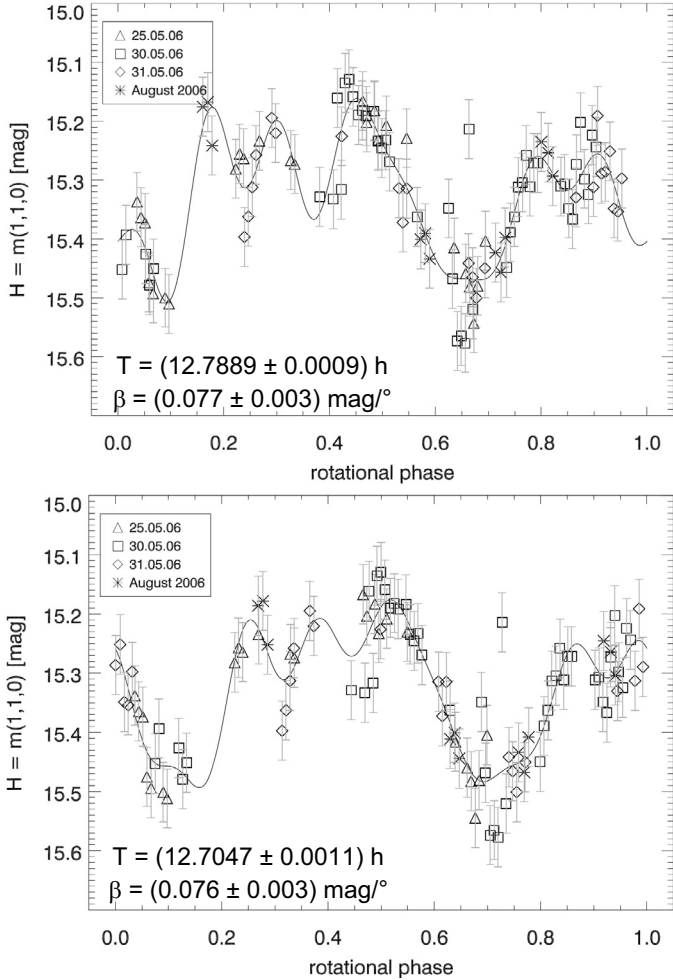 15.0
15.1
15.2
15.3
15.4
15.5
15.6
H = m(1,1,0) [mag]
25.05.06
30.05.06
31.05.06
August 2006
T = (12.7889 ± 0.0009) h
β = (0.077 ± 0.003) mag/°
0.0 0.2 0.4 0.6 0.8 1.0
rotational phase
15.0
15.1
15.2
15.3
15.4
15.5
15.6
H = m(1,1,0) [mag]
25.05.06
30.05.06
31.05.06
August 2006
T = (12.7047 ± 0.0011) h
β = (0.076 ± 0.003) mag/°
0.0 0.2 0.4 0.6 0.8 1.0
rotational phase